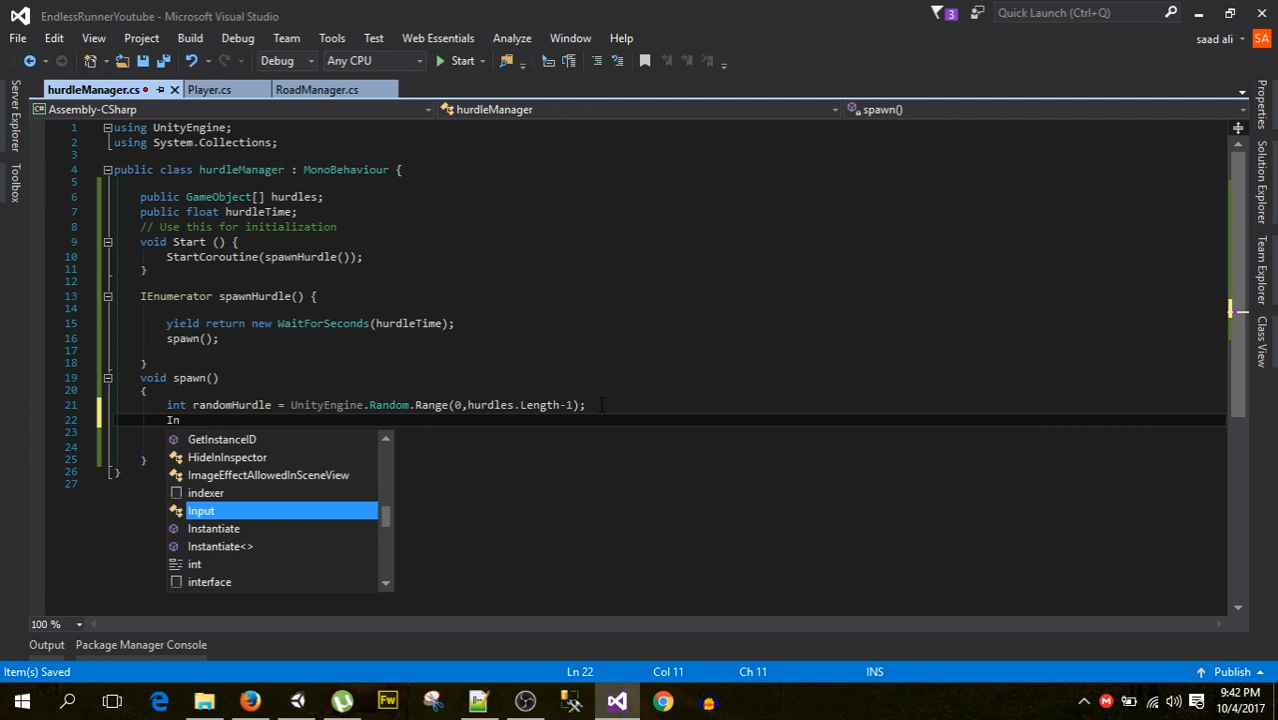 EndlessRunnerYoutube - Microsoft Visual Studio
3
Quick Launch (Ctrl+Q)
File Edit View Project Build Debug Team Tools Test Web Essentials Analyze Window Help
saad ali SA
Debug Any CPU Start
hurdleManager.cs Player.cs RoadManager.cs
Assembly-CSharp hurdleManager spawn()
Server Explorer
Toolbox
Properties
Solution Explorer
Team Explorer
Class View
1 using UnityEngine;
2 using System.Collections;
3
4 public class hurdleManager : MonoBehaviour {
5
6 public GameObject[] hurdles;
7 public float hurdleTime;
8 // Use this for initialization
9 void Start () {
10 StartCoroutine(spawnHurdle());
11 }
12
13 IEnumerator spawnHurdle() {
14
15 yield return new WaitForSeconds(hurdleTime);
16 spawn();
17
18 }
19 void spawn()
20 {
21 int randomHurdle = UnityEngine.Random.Range(0,hurdles.Length-1);
22 In
23
24
25 }
26 }
27
GetInstanceID
HideInInspector
ImageEffectAllowedInSceneView
indexer
Input
Instantiate
Instantiate<>
int
interface
100 %
Output Package Manager Console
Item(s) Saved Ln 22 Col 11 Ch 11 INS Publish
Fw
9:42 PM
10/4/2017